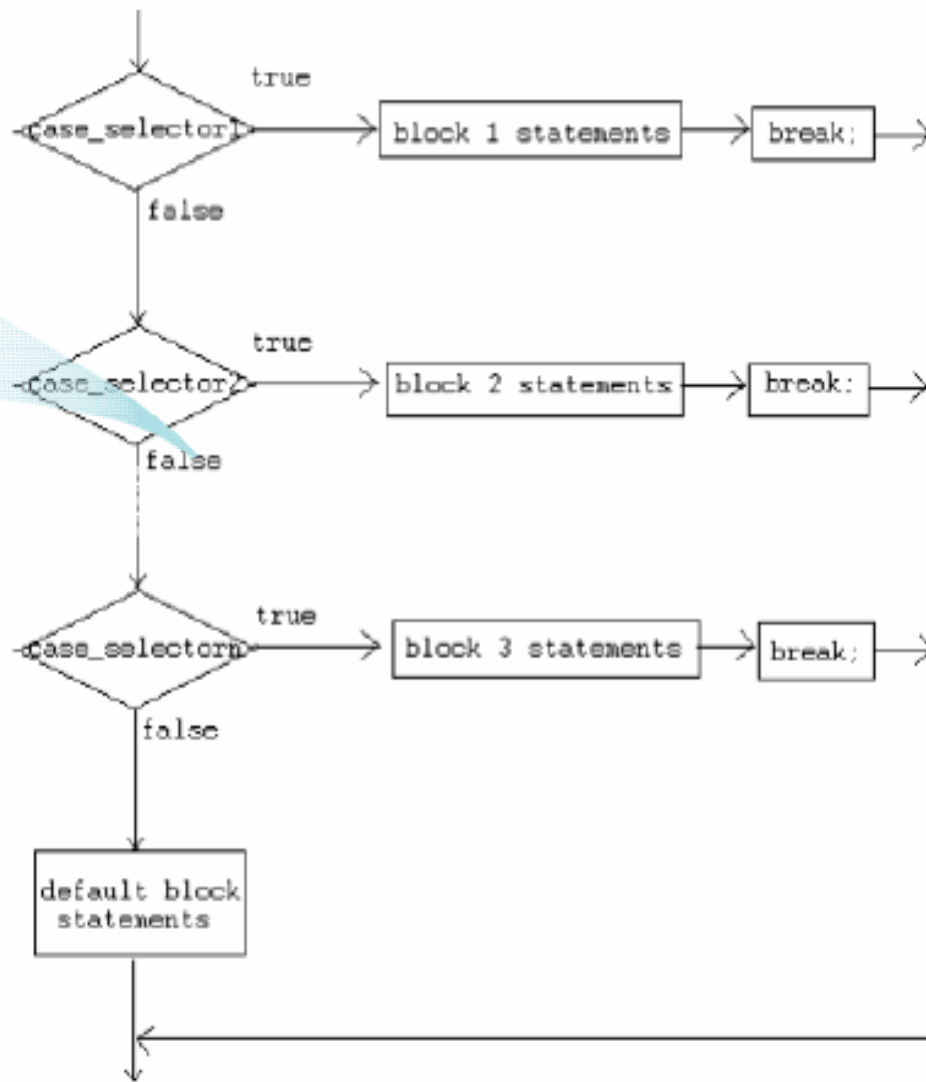 true
case_selector1
block 1 statements
break;
false
true
case_selector2
block 2 statements
break;
false
true
case_selectorn
block 3 statements
break;
false
default block
statements